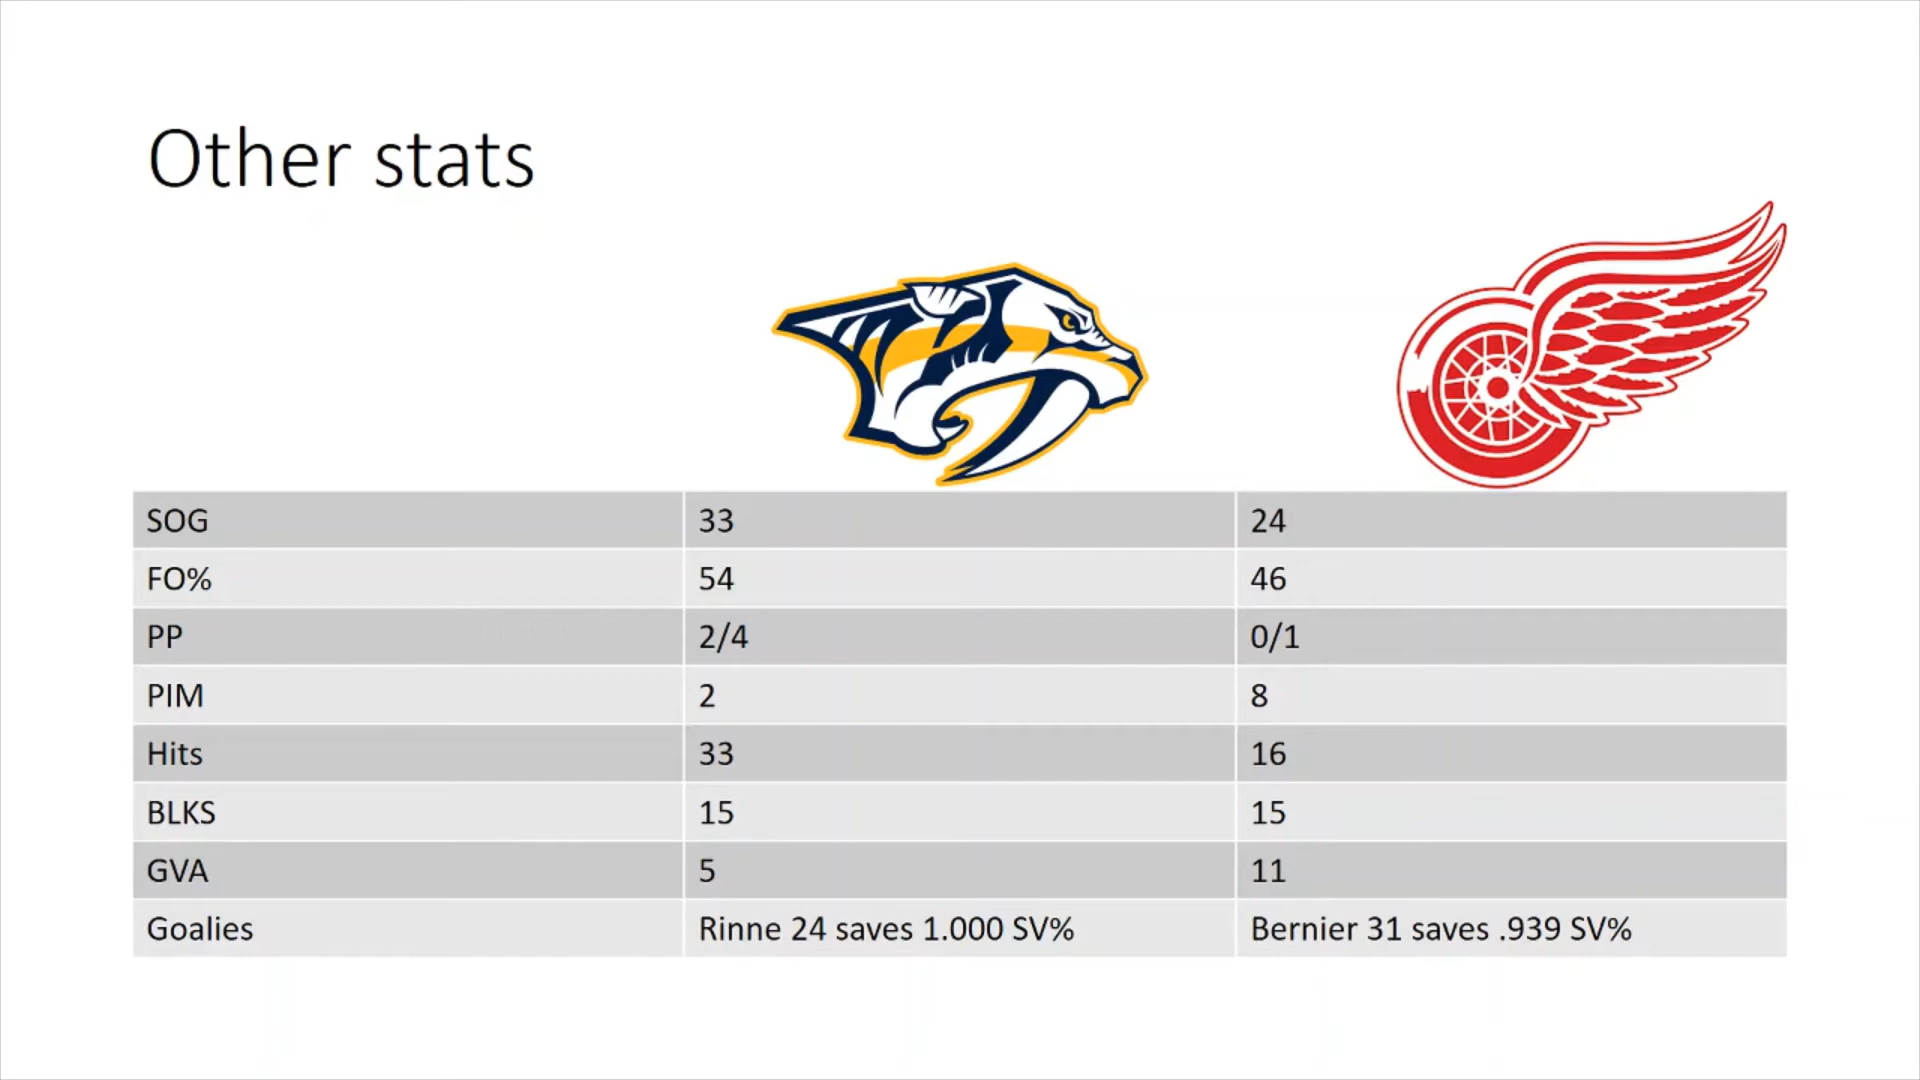 Other stats
SOG 33 24
FO% 54 46
PP 2/4 0/1
PIM 2 8
Hits 33 16
BLKS 15 15
GVA 5 11
Goalies Rinne 24 saves 1.000 SV% Bernier 31 saves .939 SV%